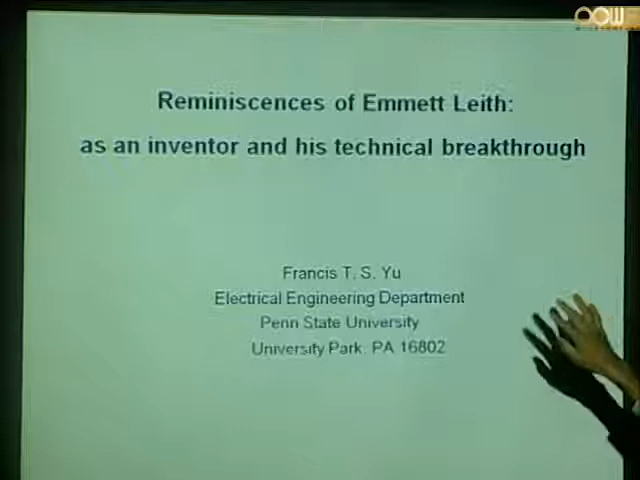 oow
Reminiscences of Emmett Leith:
as an inventor and his technical breakthrough
Francis T. S. Yu
Electrical Engineering Department
Penn State University
University Park. PA 16802